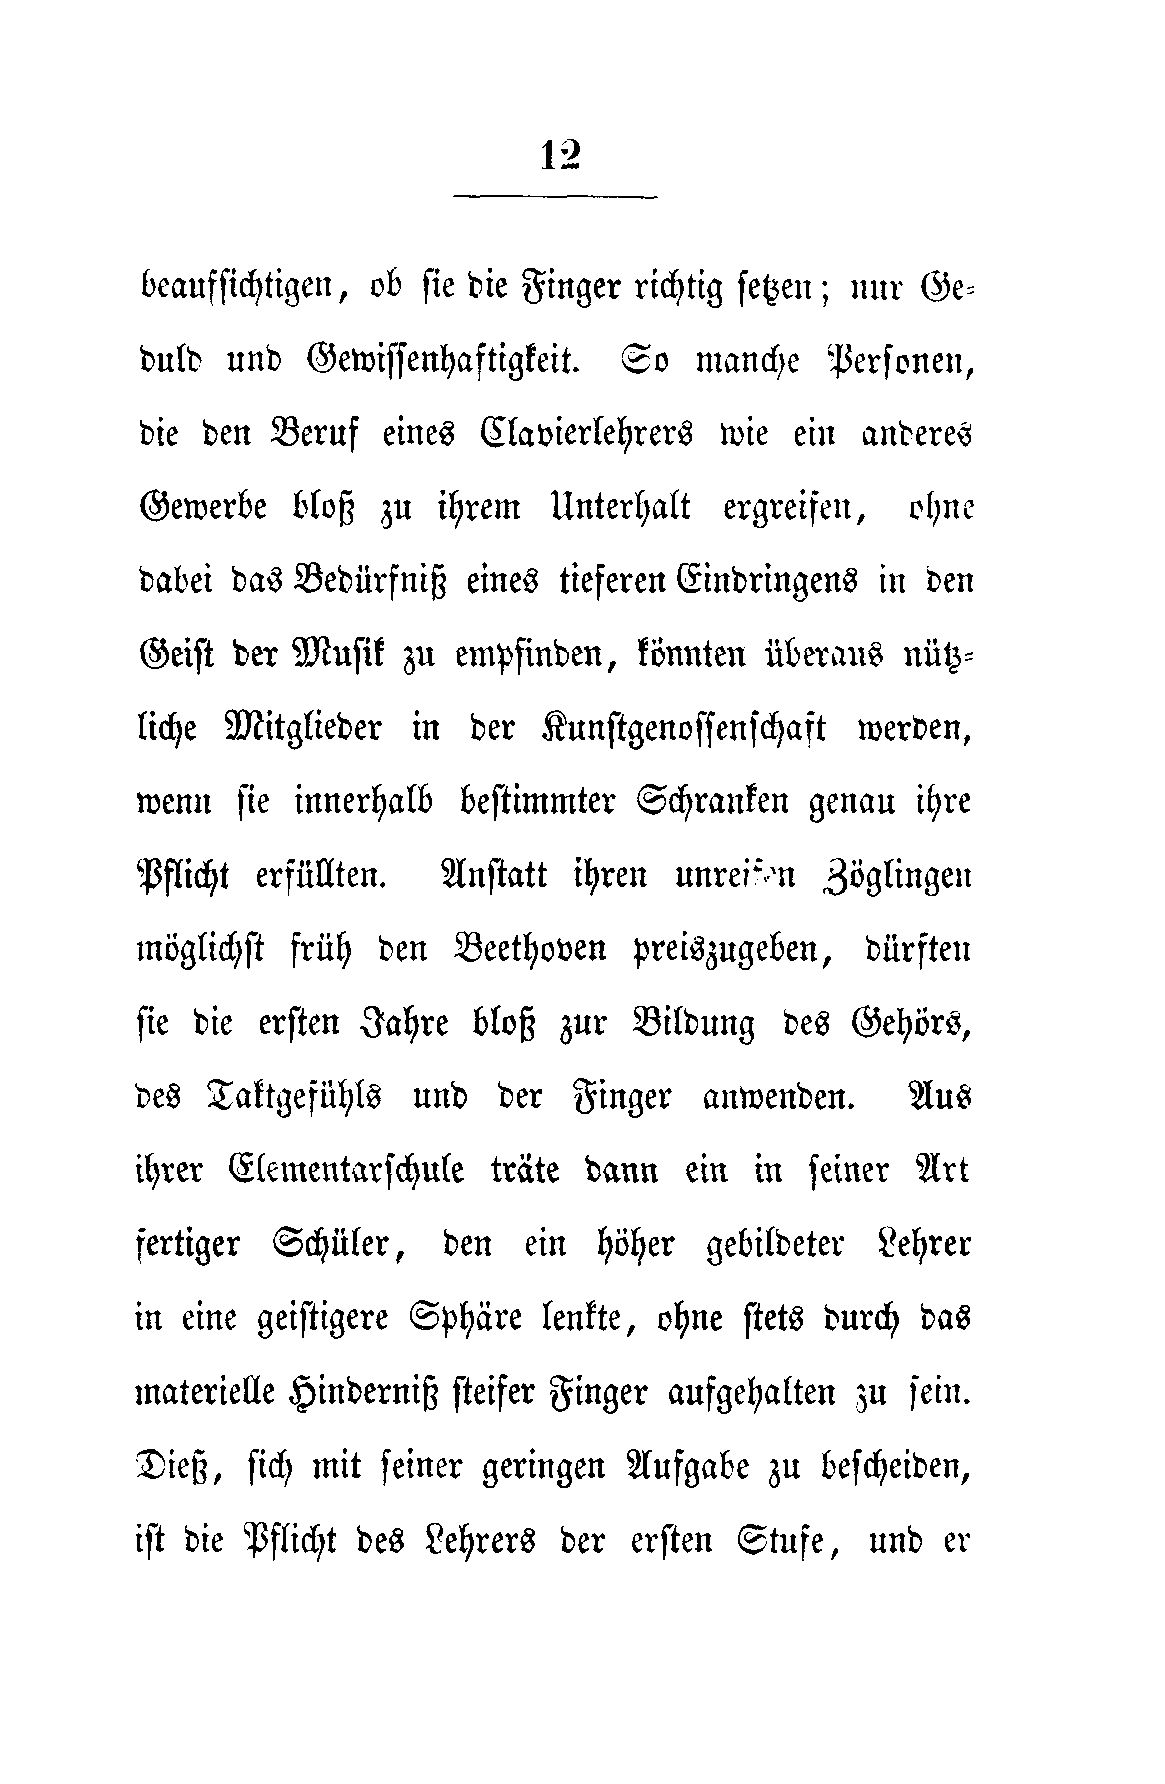 12
beaufſichtigen, ob ſie die Finger richtig ſetzen; nur Ge-
duld und Gewiſſenhaftigkeit. So manche Perſonen,
die den Beruf eines Clavierlehrers wie ein anderes
Gewerbe bloß zu ihrem Unterhalt ergreifen, ohne
dabei das Bedürfniß eines tieferen Eindringens in den
Geiſt der Muſik zu empfinden, könnten überaus nütz-
liche Mitglieder in der Kunſtgenoſſenſchaft werden,
wenn ſie innerhalb beſtimmter Schranken genau ihre
Pflicht erfüllten. Anſtatt ihren unreifen Zöglingen
möglichſt früh den Beethoven preiszugeben, dürften
ſie die erſten Jahre bloß zur Bildung des Gehörs,
des Taktgefühls und der Finger anwenden. Aus
ihrer Elementarſchule träte dann ein in ſeiner Art
fertiger Schüler, den ein höher gebildeter Lehrer
in eine geiſtigere Sphäre lenkte, ohne ſtets durch das
materielle Hinderniß ſteifer Finger aufgehalten zu ſein.
Dieß, ſich mit ſeiner geringen Aufgabe zu beſcheiden,
iſt die Pflicht des Lehrers der erſten Stufe, und er